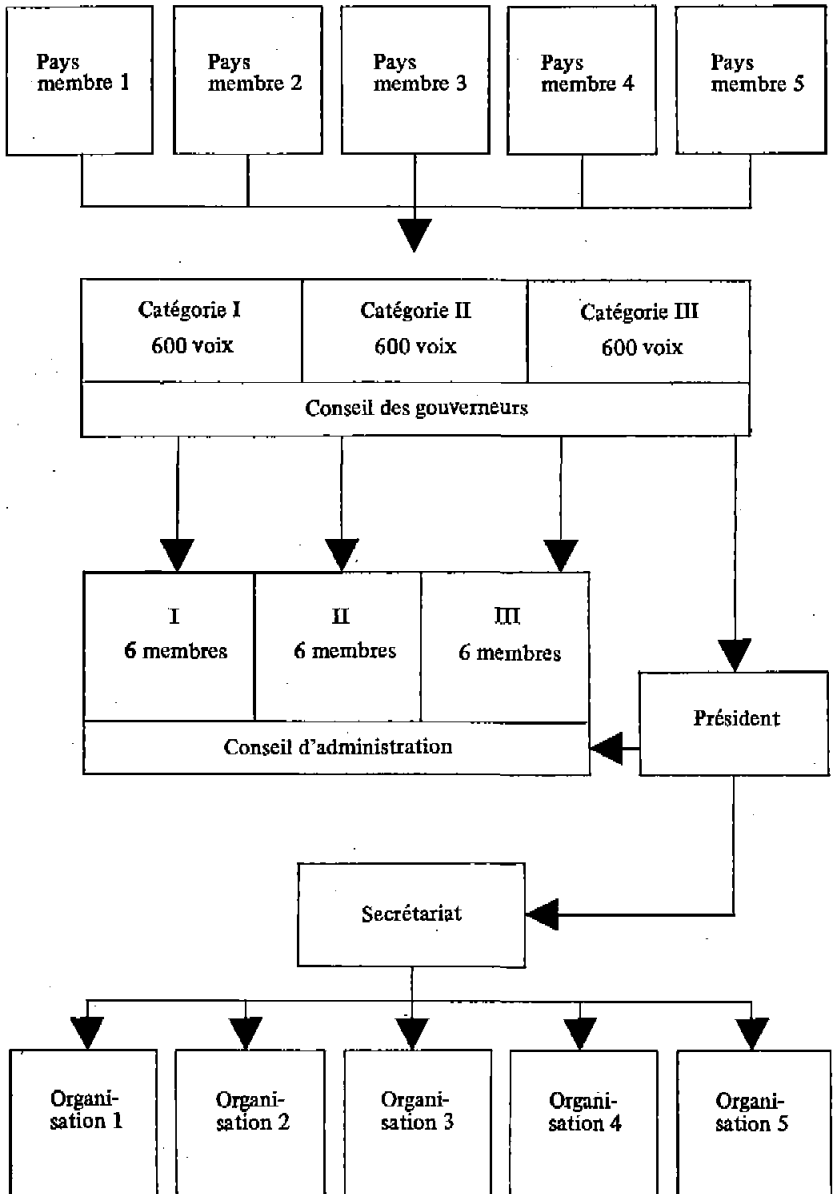 Pays
membre 1
Pays
membre 2
Pays
membre 3
Pays
membre 4
Pays
membre 5
Catégorie I
600 voix
Catégorie II
600 voix
Catégorie III
600 voix
Conseil des gouverneurs
I
6 membres
II
6 membres
III
6 membres
Conseil d'administration
Président
Secrétariat
Organi-
sation 1
Organi-
sation 2
Organi-
sation 3
Organi-
sation 4
Organi-
sation 5